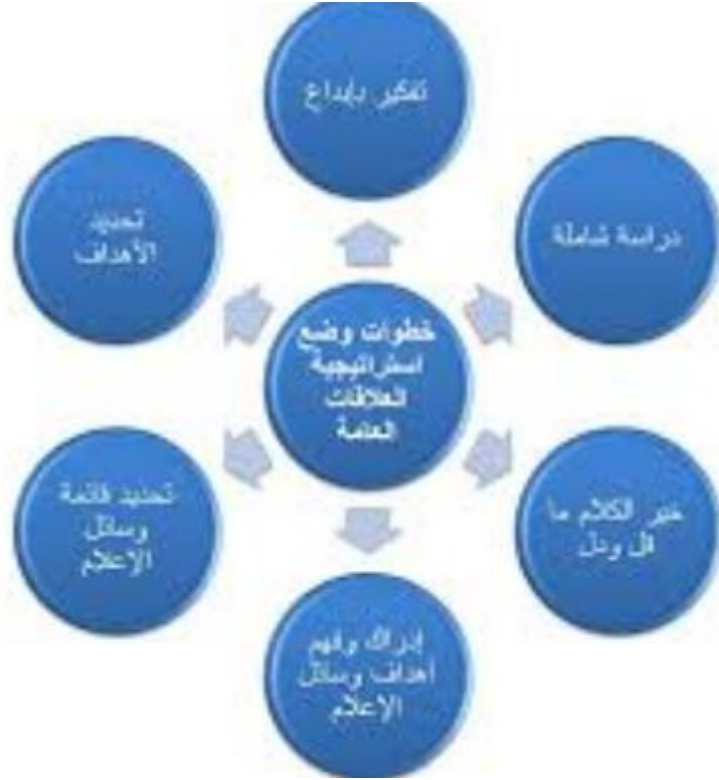 تفكير بإبداع
دراسة شاملة
خير الكلام ما
قل ودل
إدراك وفهم
أهداف وسائل
الإعلام
تحديد قائمة
وسائل
الإعلام
تحديد
الأهداف
خطوات وضع
استراتيجية
العلاقات
العامة